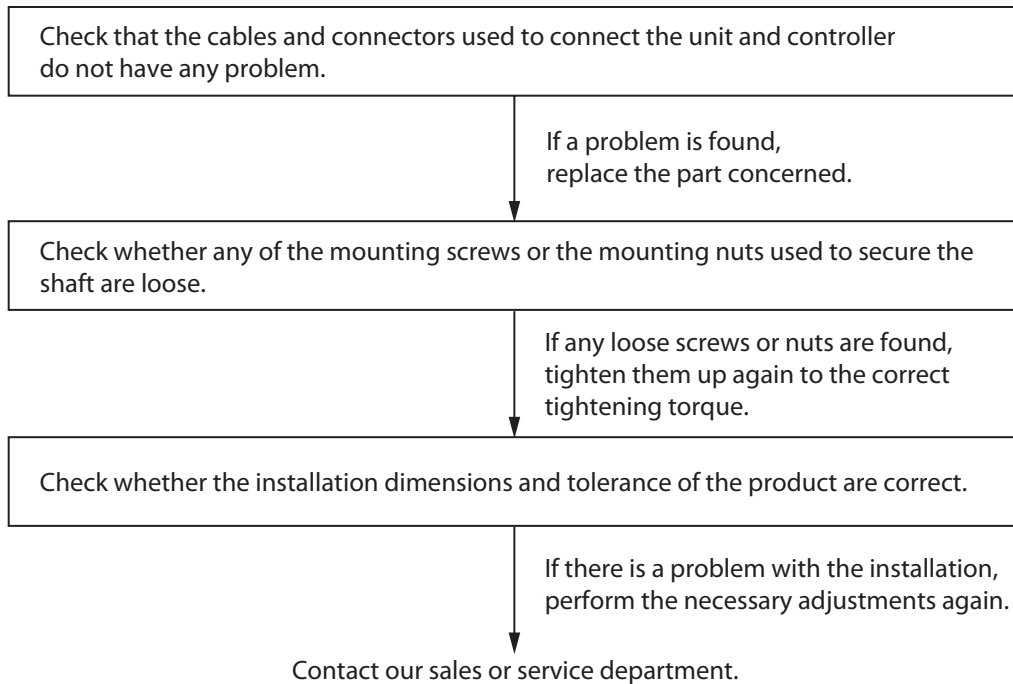 Check that the cables and connectors used to connect the unit and controller
do not have any problem.
If a problem is found,
replace the part concerned.
Check whether any of the mounting screws or the mounting nuts used to secure the
shaft are loose.
If any loose screws or nuts are found,
tighten them up again to the correct
tightening torque.
Check whether the installation dimensions and tolerance of the product are correct.
If there is a problem with the installation,
perform the necessary adjustments again.
Contact our sales or service department.